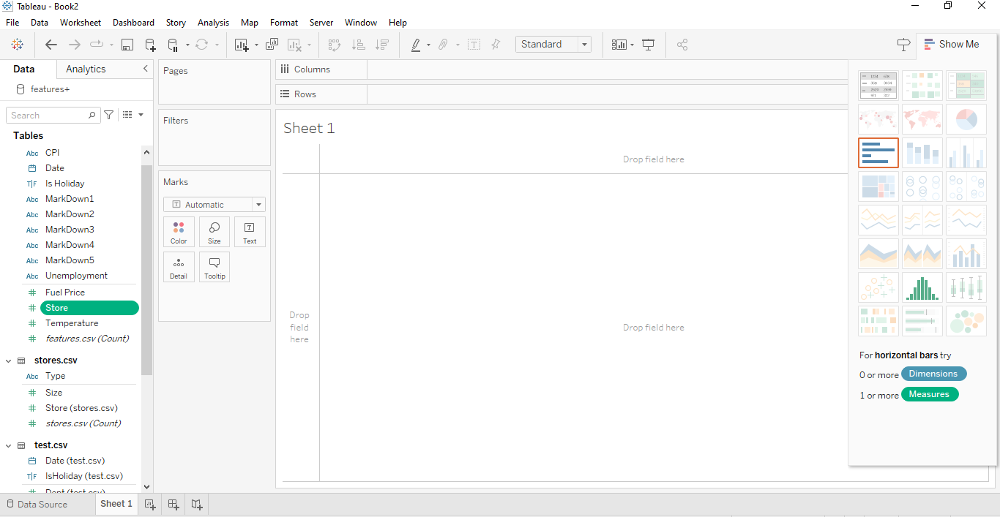 Tableau - Book2
File Data Worksheet Dashboard Story Analysis Map Format Server Window Help
Standard
Show Me
Data Analytics
features+
Search
Tables
Abc CPI
Date
T|F Is Holiday
Abc MarkDown1
Abc MarkDown2
Abc MarkDown3
Abc MarkDown4
Abc MarkDown5
Abc Unemployment
# Fuel Price
# Store
# Temperature
# features.csv (Count)
stores.csv
Abc Type
# Size
# Store (stores.csv)
# stores.csv (Count)
test.csv
Date (test.csv)
T|F IsHoliday (test.csv)
# Dept (test.csv)
Pages
Filters
Marks
T Automatic
Color Size Text
Detail Tooltip
Columns
Rows
Sheet 1
Drop field here
Drop
field
here
Drop field here
For horizontal bars try
0 or more Dimensions
1 or more Measures
Data Source Sheet 1